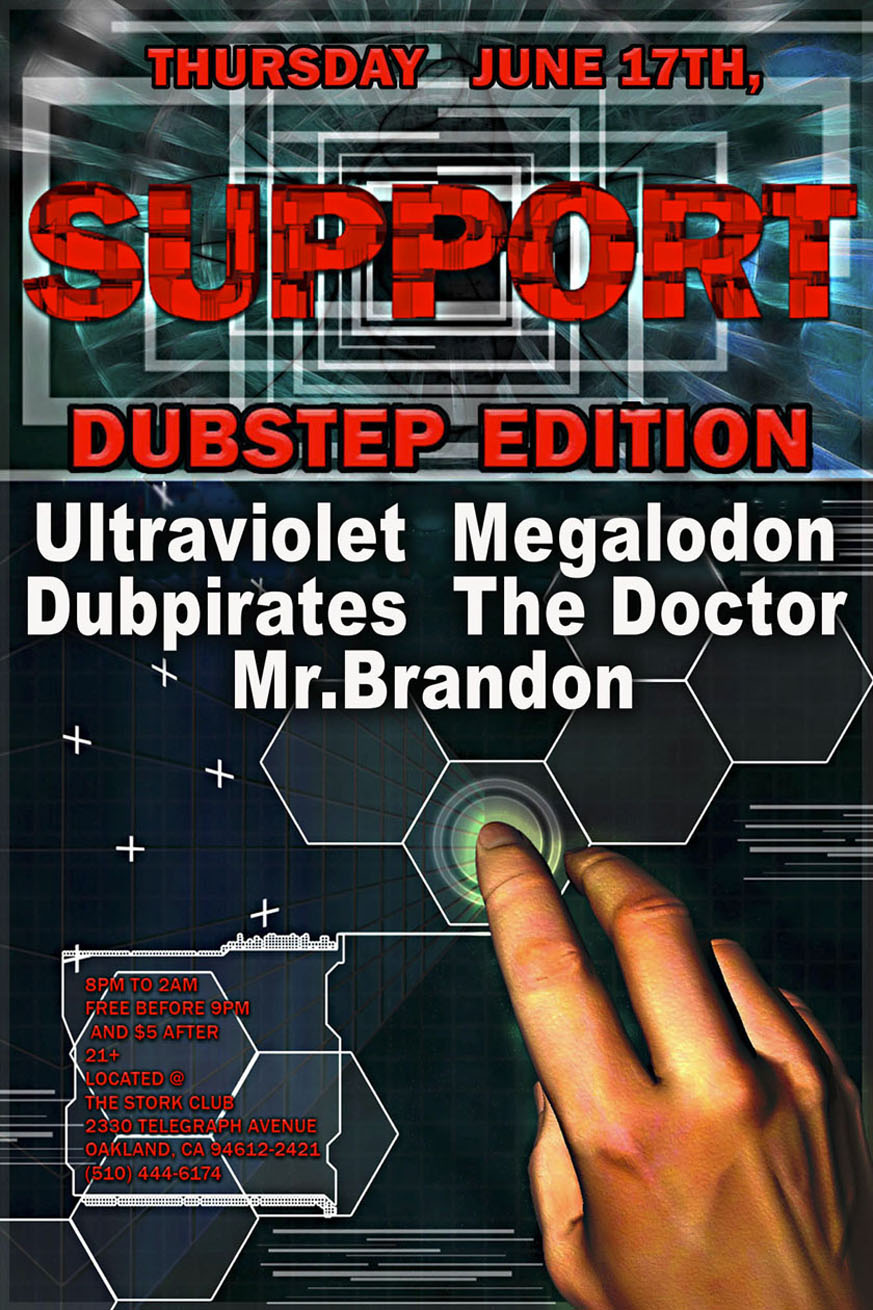 THURSDAY JUNE 17TH,
SUPPORT
DUBSTEP EDITION
Ultraviolet Megalodon
Dubpirates The Doctor
Mr.Brandon
8PM TO 2AM
FREE BEFORE 9PM
AND $5 AFTER
21+
LOCATED @
THE STORK CLUB
2330 TELEGRAPH AVENUE
OAKLAND, CA 94612-2421
(510) 444-6174